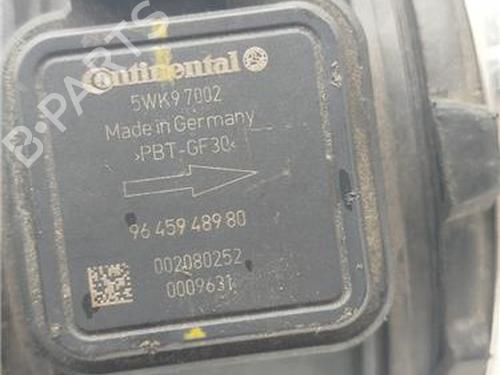 Continental
5WK9 7002
Made in Germany
>PBT-GF30<
96 459 489 80
002080252
0009631
B-PARTS